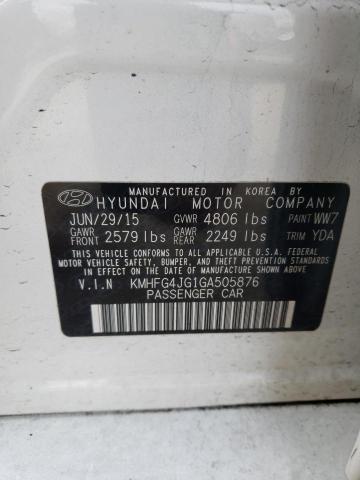 MANUFACTURED IN KOREA BY
HYUNDAI MOTOR COMPANY
JUN/29/15 GVWR 4806 lbs PAINT WW7
GAWR FRONT 2579 lbs GAWR REAR 2249 lbs TRIM YDA
THIS VEHICLE CONFORMS TO ALL APPLICABLE U.S.A. FEDERAL
MOTOR VEHICLE SAFETY, BUMPER, AND THEFT PREVENTION
STANDARDS IN EFFECT ON THE DATE OF MANUFACTURE SHOWN ABOVE.
V.I.N KMHFG4JG1GA505876
PASSENGER CAR